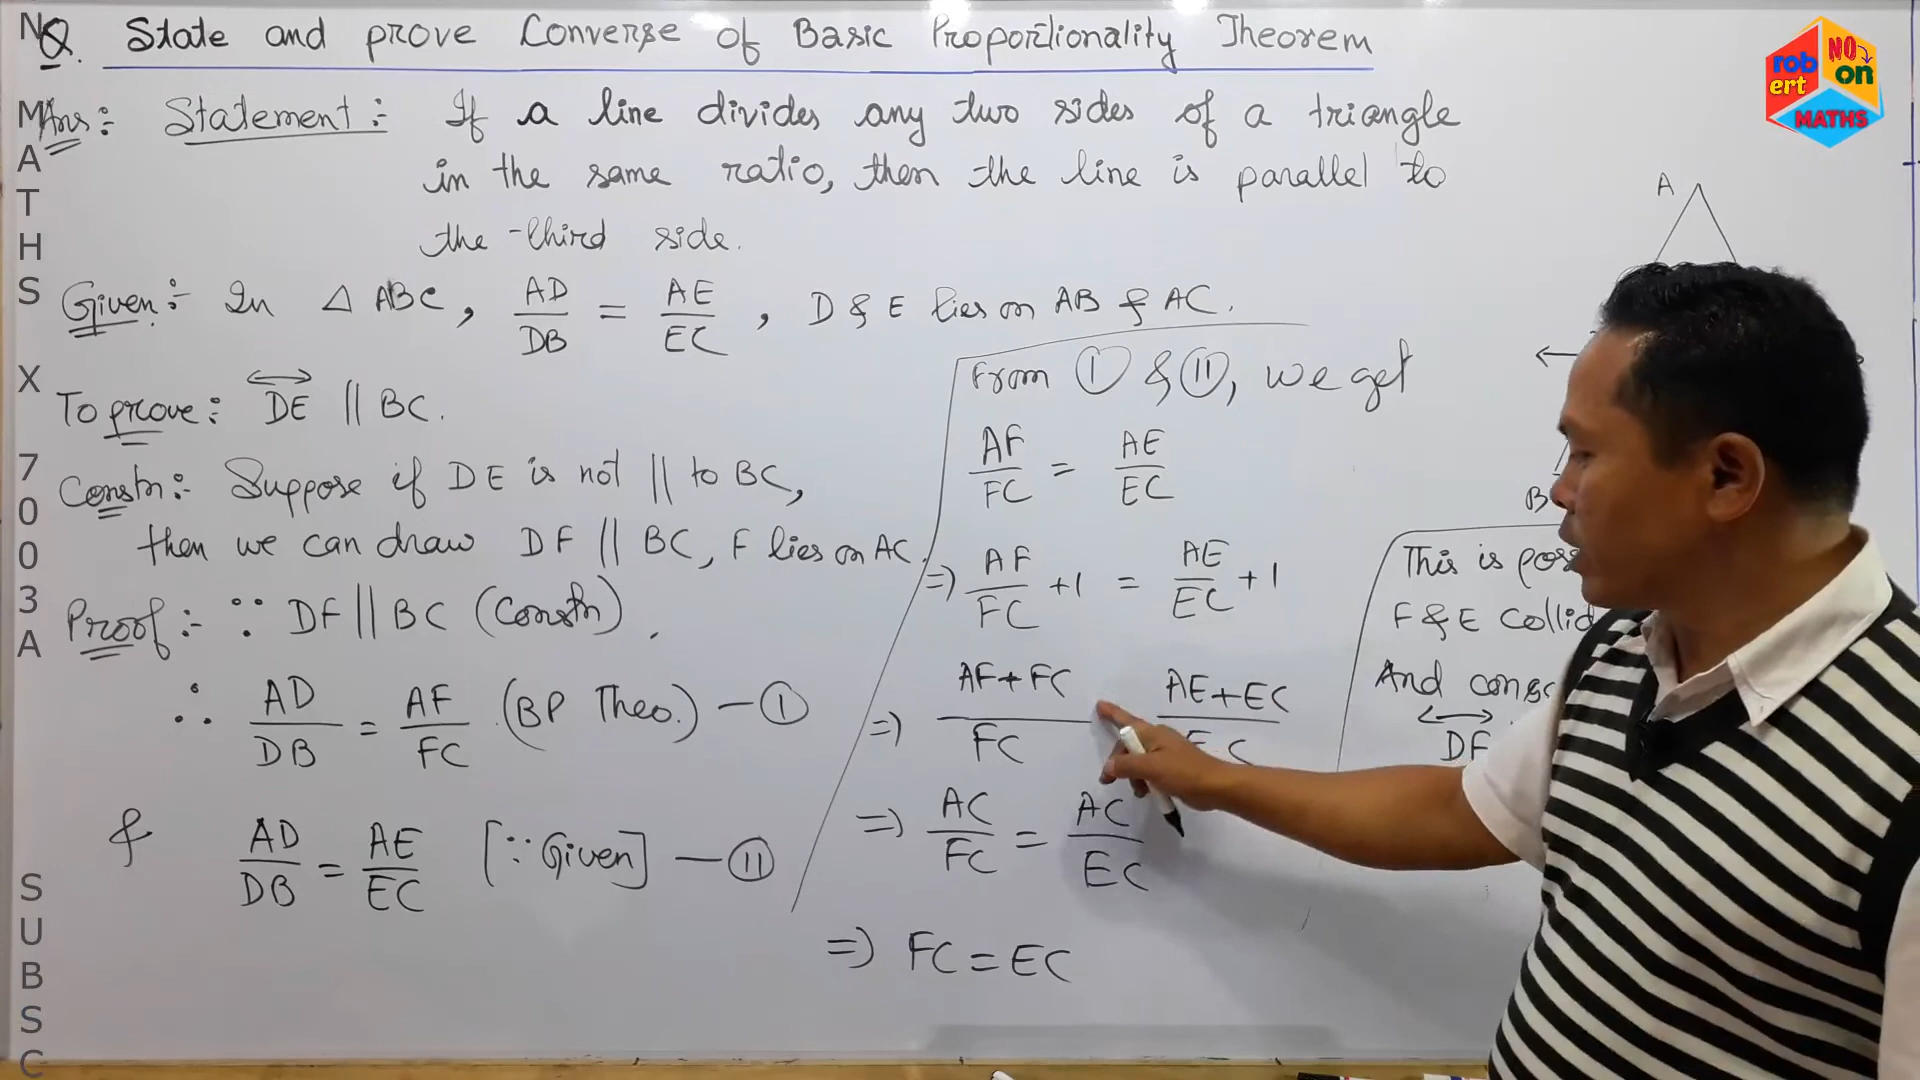 Q. State and prove Converse of Basic Proportionality Theorem
Ans:- Statement:- If a line divides any two sides of a triangle
in the same ratio, then the line is parallel to
the third side.
Given:- In △ ABC, AD/DB = AE/EC, D & E lies on AB & AC.
To prove:- DE || BC.
Constn:- Suppose if DE is not || to BC,
then we can draw DF || BC, F lies on AC.
Proof:- ∵ DF || BC (Constn).
∴ AD/DB = AF/FC (BP Theo.) — I
& AD/DB = AE/EC [∵ Given] — II
From I & II, we get
AF/FC = AE/EC
=> AF/FC + 1 = AE/EC + 1
=> AF+FC/FC AE+EC/EC
=> AC/FC = AC/EC
=> FC = EC
This is
F & E
And
DF
A
B
rob
ert
NO
on
MATHS
N
MATHS X 7003A
SUBSC